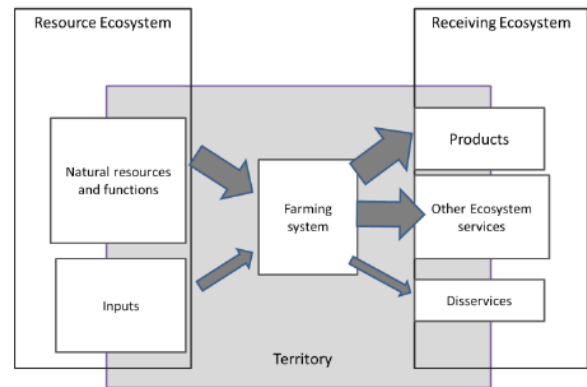 Resource Ecosystem
Receiving Ecosystem
Natural resources
and functions
Inputs
Farming
system
Products
Other Ecosystem
services
Disservices
Territory